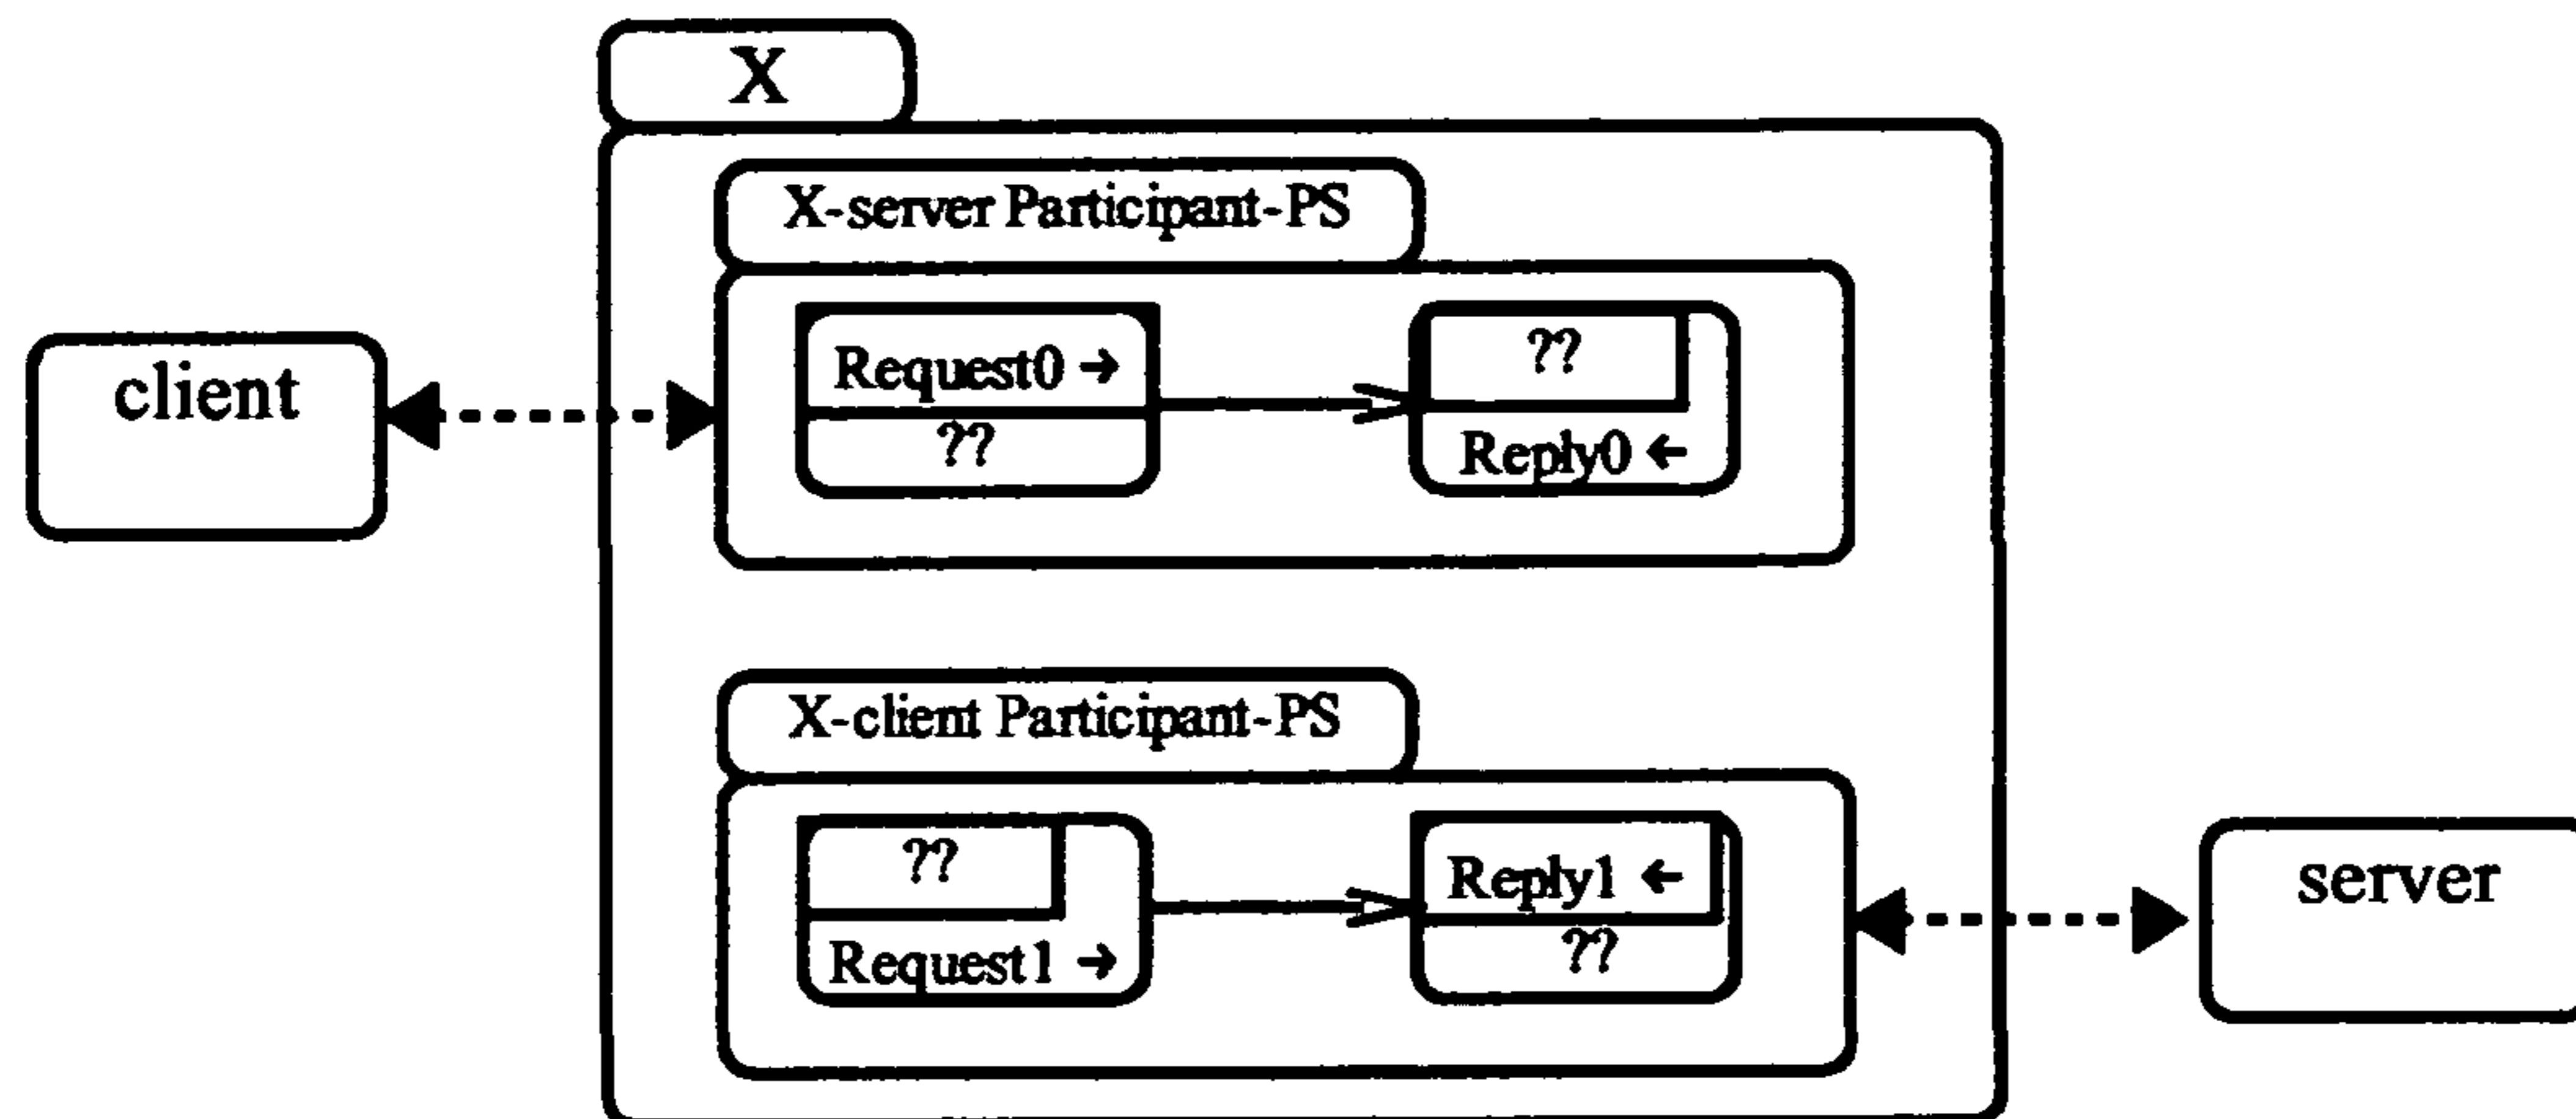 X
X-server Participant-PS
client
Request0 →
??
??
Reply0 ←
X-client Participant-PS
??
Request1 →
Reply1 ←
??
server